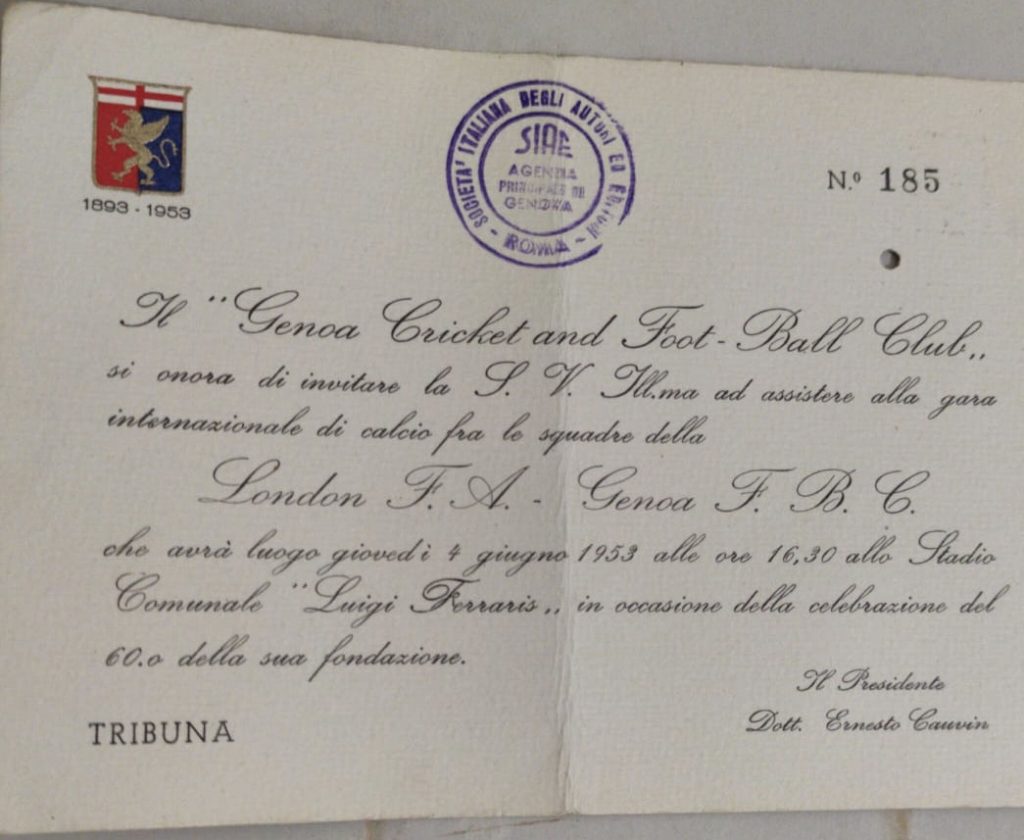 1893 - 1953
SOCIETA' ITALIANA DEGLI AUTORI ED EDITORI
SIAE
AGENZIA
PRINCIPALE DI
GENOVA
- ROMA -
N.º 185
Il "Genoa Cricket and Foot-Ball Club„
si onora di invitare la S. V. Ill.ma ad assistere alla gara
internazionale di calcio fra le squadre della
London F. A. - Genoa F. B. C.
che avrà luogo giovedì 4 giugno 1953 alle ore 16,30 allo Stadio
Comunale "Luigi Ferraris„ in occasione della celebrazione del
60.o della sua fondazione.
Il Presidente
Dott. Ernesto Cauvin
TRIBUNA